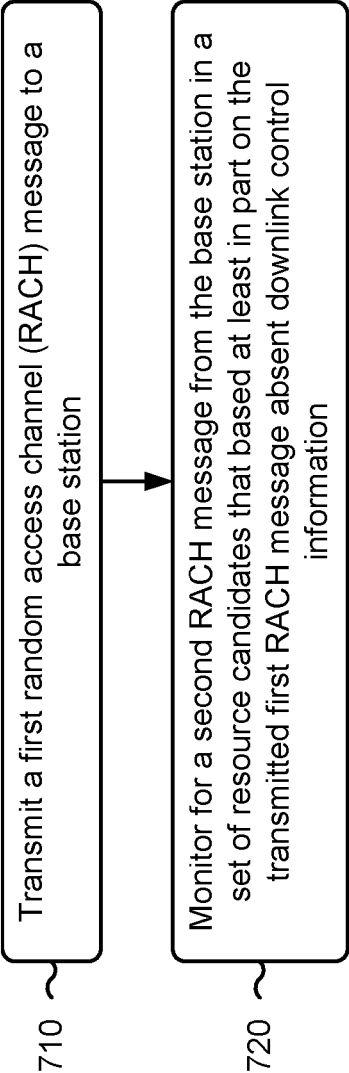 710
Transmit a first random access channel (RACH) message to a
base station
720
Monitor for a second RACH message from the base station in a
set of resource candidates that based at least in part on the
transmitted first RACH message absent downlink control
information